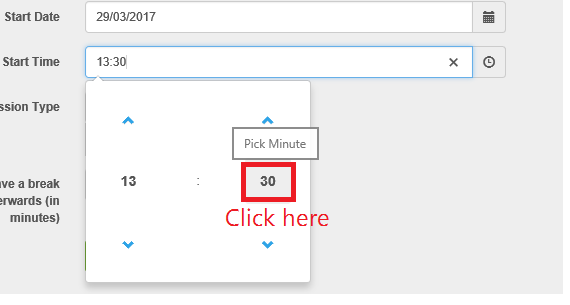 Start Date 29/03/2017
Start Time 13:30 ×
ssion Type
Pick Minute
13 : 30
ve a break
erwards (in
minutes)
Click here